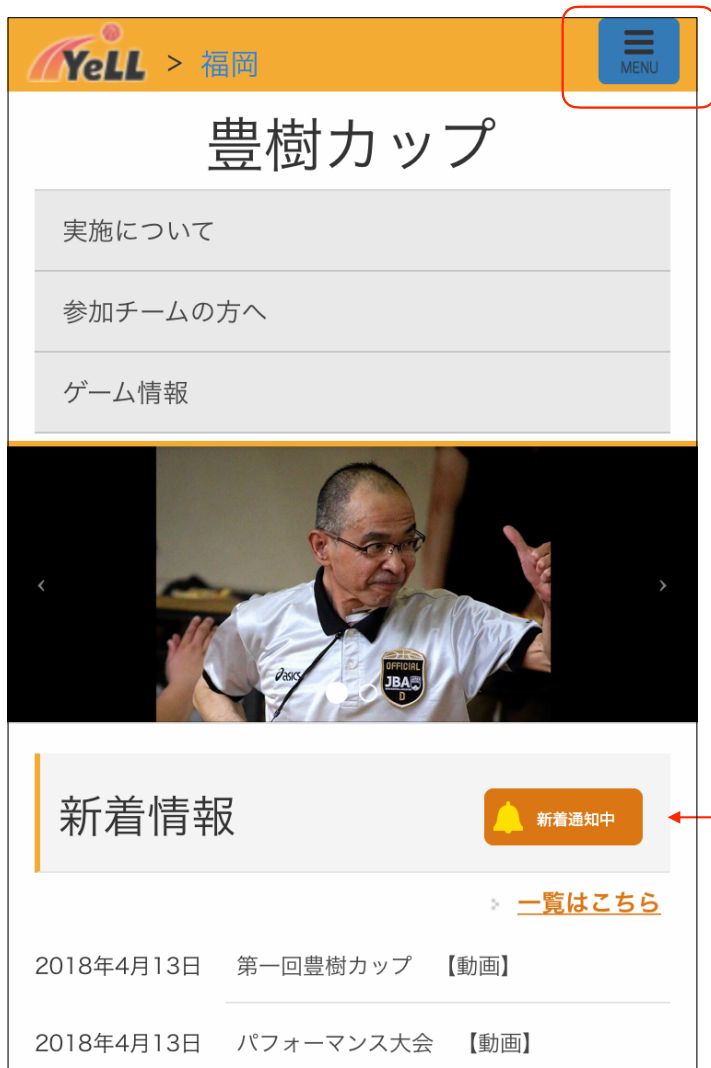 YeLL > 福岡
MENU
豊樹カップ
実施について
参加チームの方へ
ゲーム情報
asics
OFFICIAL
JBA
D
新着情報
新着通知中
一覧はこちら
2018年4月13日 第一回豊樹カップ 【動画】
2018年4月13日 パフォーマンス大会 【動画】